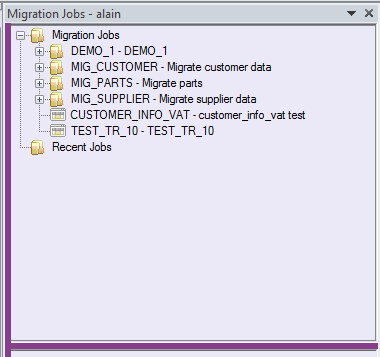 Migration Jobs - alain
Migration Jobs
DEMO_1 - DEMO_1
MIG_CUSTOMER - Migrate customer data
MIG_PARTS - Migrate parts
MIG_SUPPLIER - Migrate supplier data
CUSTOMER_INFO_VAT - customer_info_vat test
TEST_TR_10 - TEST_TR_10
Recent Jobs